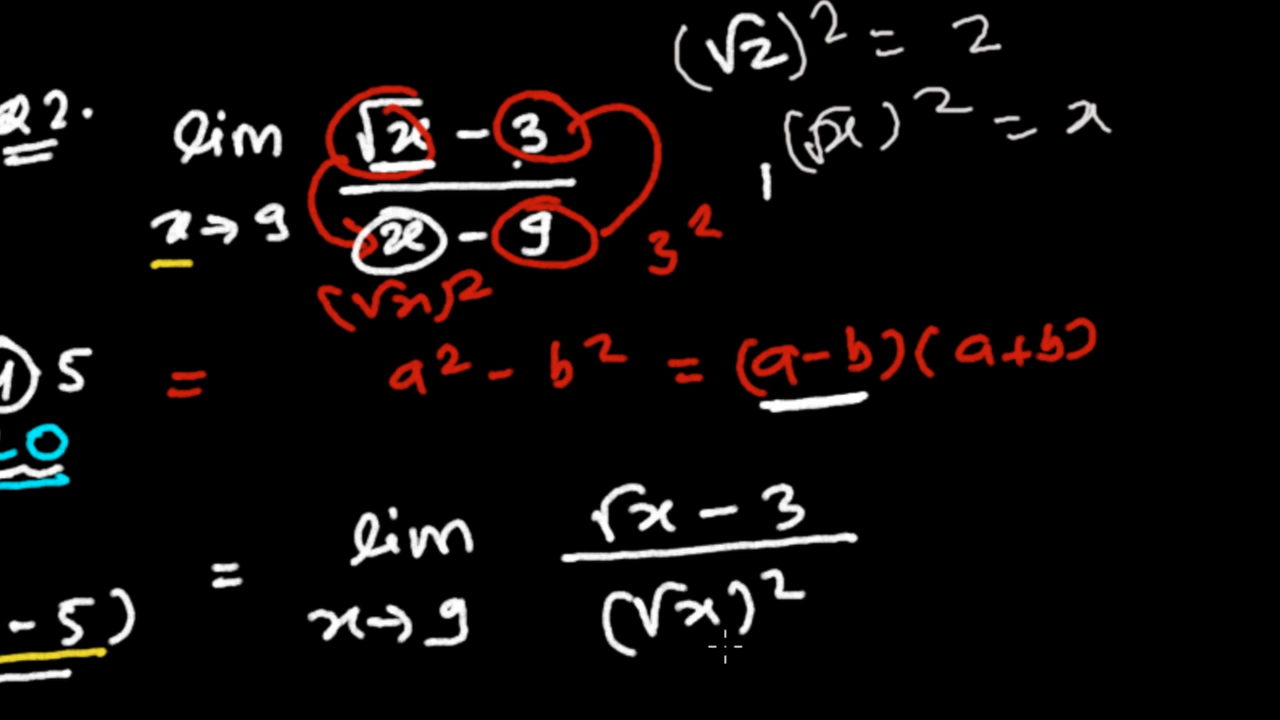 (√2)² = 2
Q2. lim √x - 3
(√x)² = x
x→9 x - 9 3²
(√x)²
5 = a² - b² = (a-b)(a+b)
= lim √x - 3
- 5) x→9 (√x)²